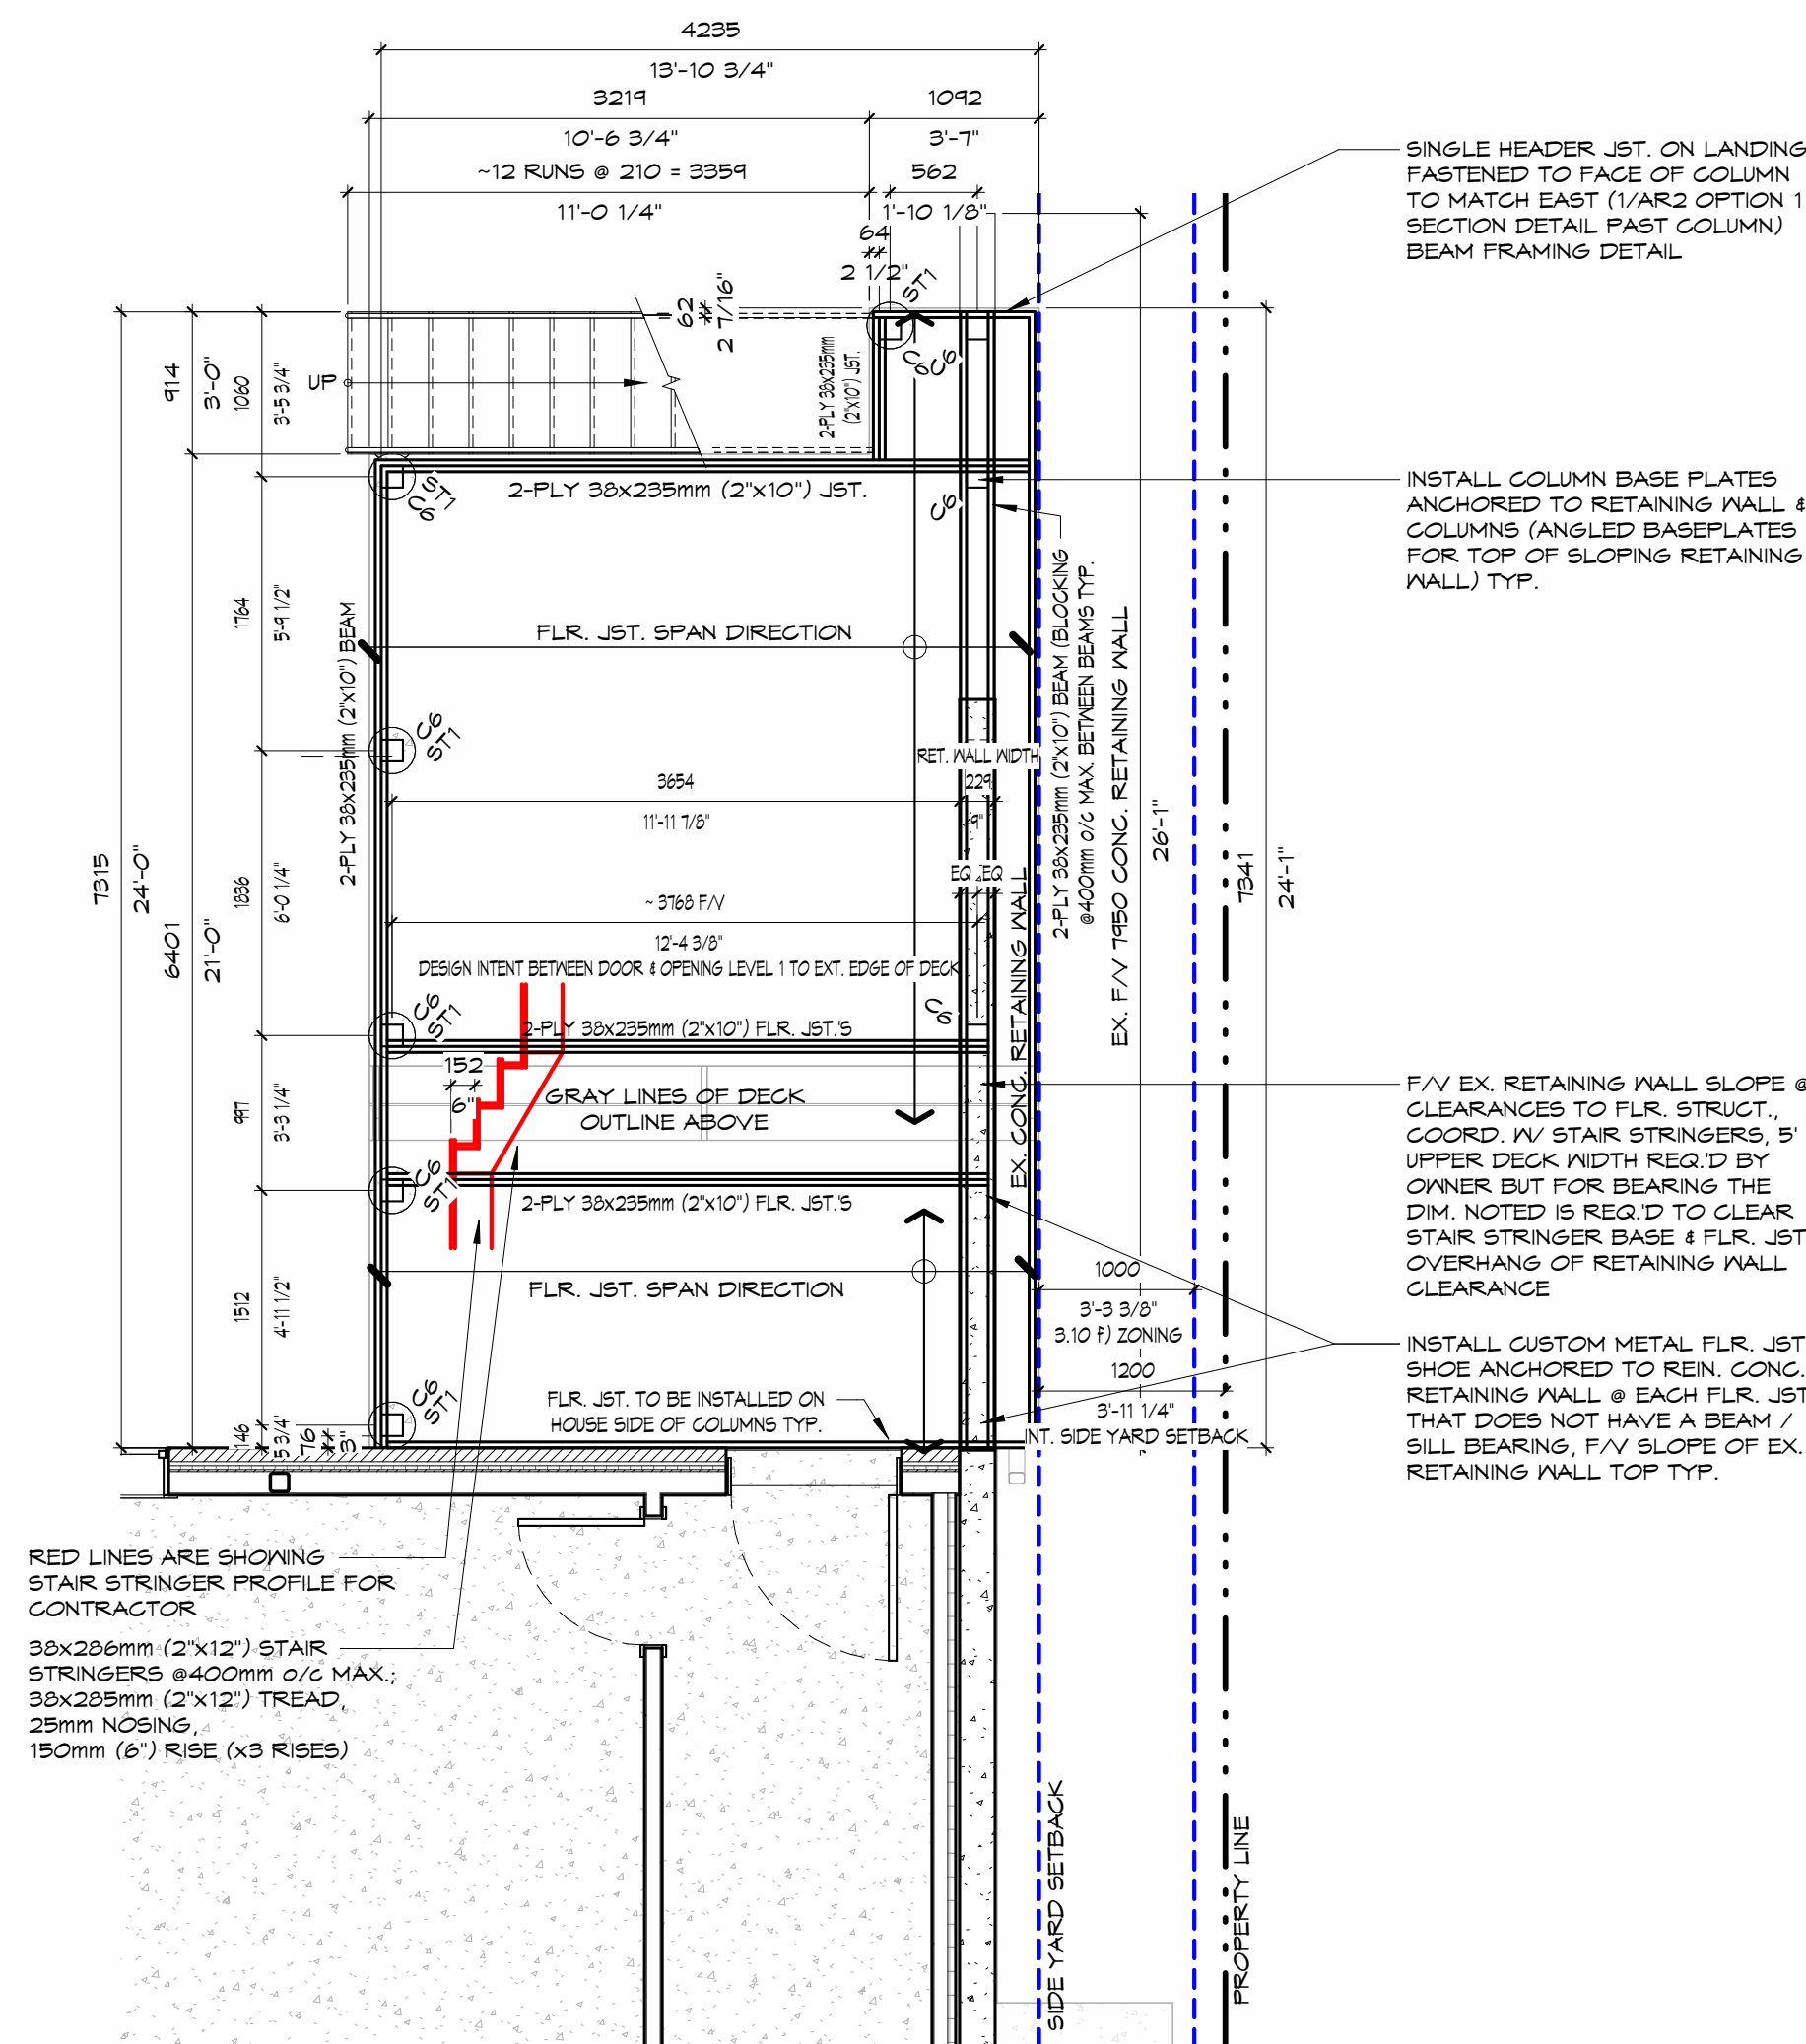 4235
13'-10 3/4"
3219
1092
10'-6 3/4"
3'-7"
~12 RUNS @ 210 = 3359
562
11'-0 1/4"
1'-10 1/8"
64
2 1/2"
62
2 7/16"
ST1
SINGLE HEADER JST. ON LANDING
FASTENED TO FACE OF COLUMN
TO MATCH EAST (1/AR2 OPTION 1
SECTION DETAIL PAST COLUMN)
BEAM FRAMING DETAIL
914
3'-0"
1060
3'-5 3/4"
UP
2-PLY 38x235mm
(2"x10") JST.
C6
C6
ST1
C6
2-PLY 38x235mm (2"x10") JST.
C6
INSTALL COLUMN BASE PLATES
ANCHORED TO RETAINING WALL &
COLUMNS (ANGLED BASEPLATES
FOR TOP OF SLOPING RETAINING
WALL) TYP.
1764
5'-9 1/2"
2-PLY 38x235mm (2"x10") BEAM
FLR. JST. SPAN DIRECTION
2-PLY 38x235mm (2"x10") BEAM (BLOCKING
@400mm o/c MAX. BETWEEN BEAMS TYP.
EX. F/V 7950 CONC. RETAINING WALL
26'-1"
C6
ST1
RET. WALL WIDTH
3654
229
11'-11 7/8"
9"
7315
24'-0"
6401
21'-0"
1836
6'-0 1/4"
EQ
EQ
7341
24'-1"
~ 3768 F/V
12'-4 3/8"
DESIGN INTENT BETWEEN DOOR & OPENING LEVEL 1 TO EXT. EDGE OF DECK
EX. CONC. RETAINING WALL
C6
ST1
C6
2-PLY 38x235mm (2"x10") FLR. JST.'S
152
6"
GRAY LINES OF DECK
OUTLINE ABOVE
997
3'-3 1/4"
C6
ST1
2-PLY 38x235mm (2"x10") FLR. JST.'S
F/V EX. RETAINING WALL SLOPE @
CLEARANCES TO FLR. STRUCT.,
COORD. W/ STAIR STRINGERS, 5'
UPPER DECK WIDTH REQ.'D BY
OWNER BUT FOR BEARING THE
DIM. NOTED IS REQ.'D TO CLEAR
STAIR STRINGER BASE & FLR. JST
OVERHANG OF RETAINING WALL
CLEARANCE
1512
4'-11 1/2"
FLR. JST. SPAN DIRECTION
1000
3'-3 3/8"
3.10 f) ZONING
1200
3'-11 1/4"
INT. SIDE YARD SETBACK
INSTALL CUSTOM METAL FLR. JST
SHOE ANCHORED TO REIN. CONC.
RETAINING WALL @ EACH FLR. JST
THAT DOES NOT HAVE A BEAM /
SILL BEARING, F/V SLOPE OF EX.
RETAINING WALL TOP TYP.
C6
ST1
FLR. JST. TO BE INSTALLED ON
HOUSE SIDE OF COLUMNS TYP.
146
5 3/4"
76
3"
RED LINES ARE SHOWING
STAIR STRINGER PROFILE FOR
CONTRACTOR
38x286mm (2"x12") STAIR
STRINGERS @400mm o/c MAX.;
38x285mm (2"x12") TREAD,
25mm NOSING,
150mm (6") RISE (x3 RISES)
SIDE YARD SETBACK
PROPERTY LINE